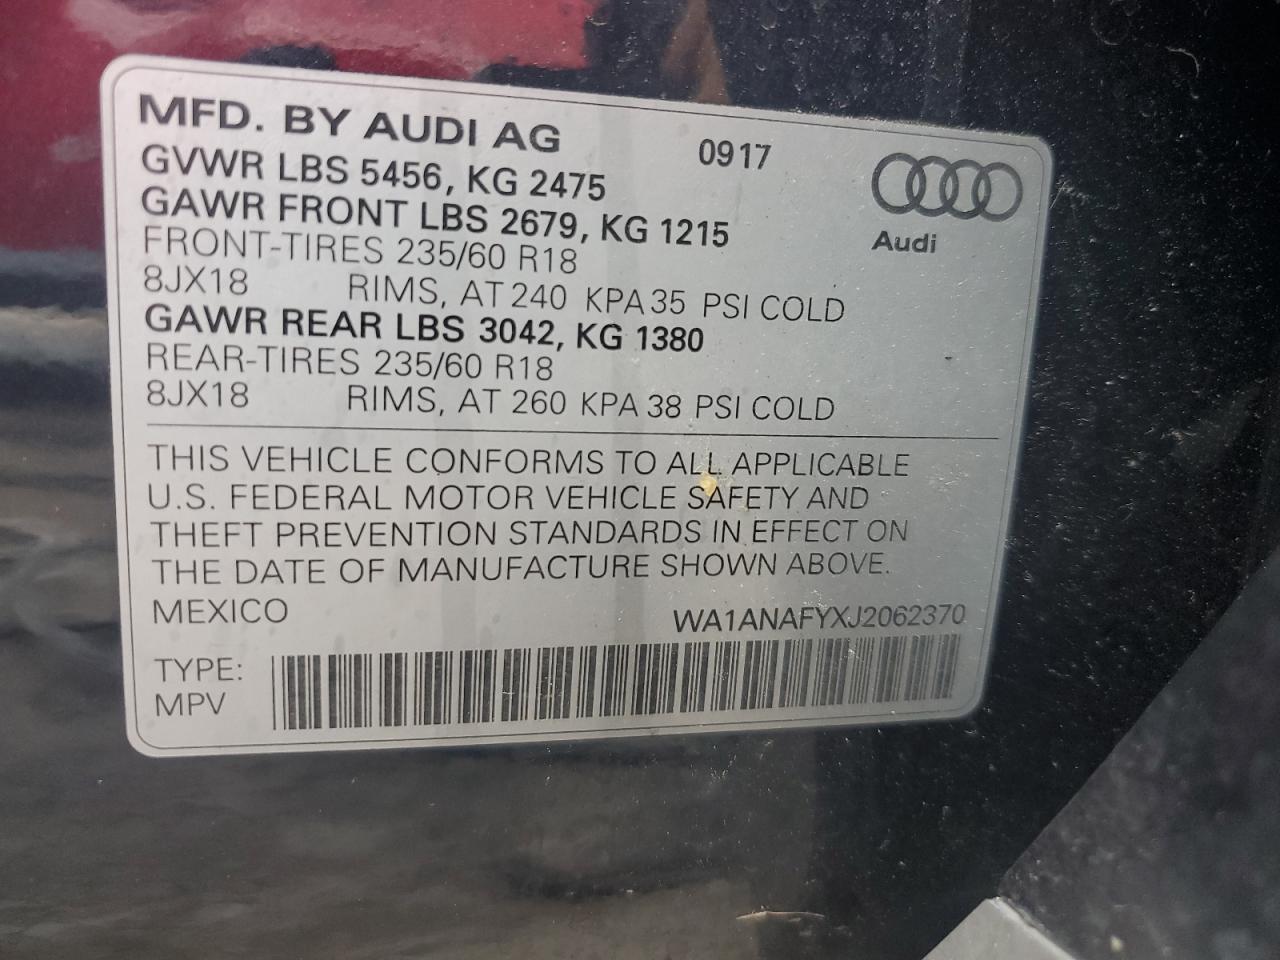 MFD. BY AUDI AG 0917
GVWR LBS 5456, KG 2475
GAWR FRONT LBS 2679, KG 1215
Audi
FRONT-TIRES 235/60 R18
8JX18 RIMS, AT 240 KPA 35 PSI COLD
GAWR REAR LBS 3042, KG 1380
REAR-TIRES 235/60 R18
8JX18 RIMS, AT 260 KPA 38 PSI COLD
THIS VEHICLE CONFORMS TO ALL APPLICABLE
U.S. FEDERAL MOTOR VEHICLE SAFETY AND
THEFT PREVENTION STANDARDS IN EFFECT ON
THE DATE OF MANUFACTURE SHOWN ABOVE.
MEXICO WA1ANAFYXJ2062370
TYPE:
MPV